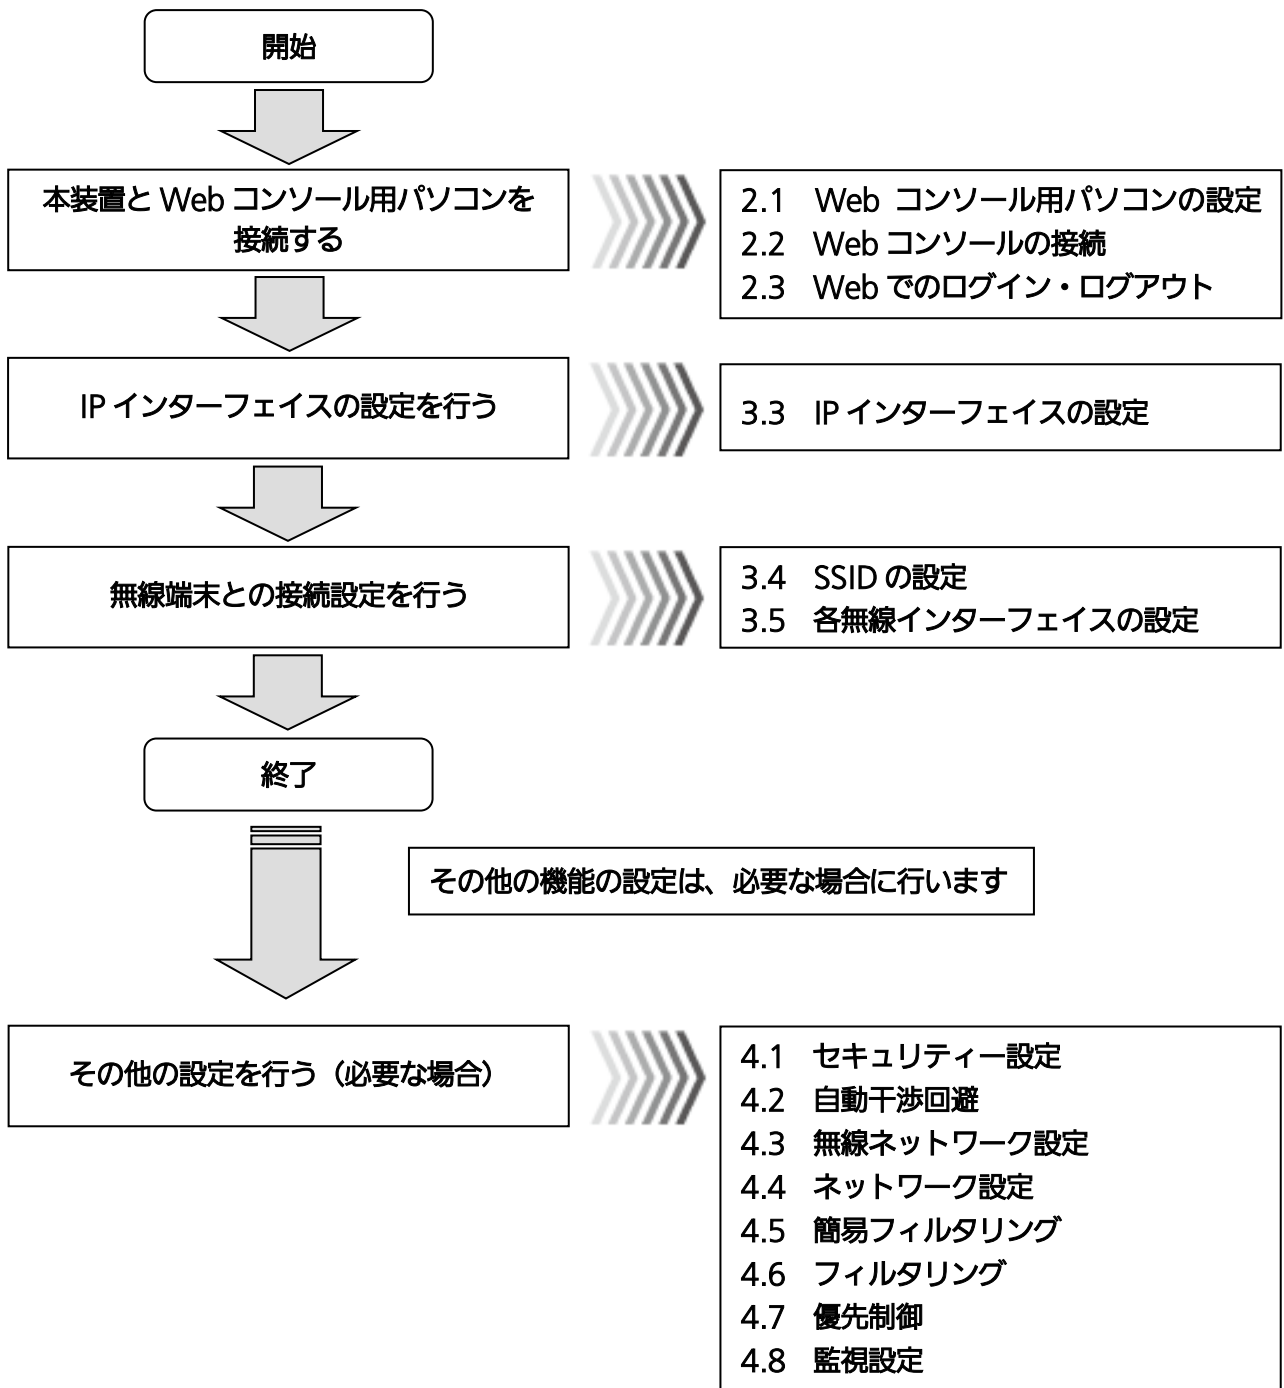 開始
本装置と Web コンソール用パソコンを
接続する
2.1 Web コンソール用パソコンの設定
2.2 Web コンソールの接続
2.3 Web でのログイン・ログアウト
IP インターフェイスの設定を行う
3.3 IP インターフェイスの設定
無線端末との接続設定を行う
3.4 SSID の設定
3.5 各無線インターフェイスの設定
終了
その他の機能の設定は、必要な場合に行います
その他の設定を行う（必要な場合）
4.1 セキュリティー設定
4.2 自動干渉回避
4.3 無線ネットワーク設定
4.4 ネットワーク設定
4.5 簡易フィルタリング
4.6 フィルタリング
4.7 優先制御
4.8 監視設定